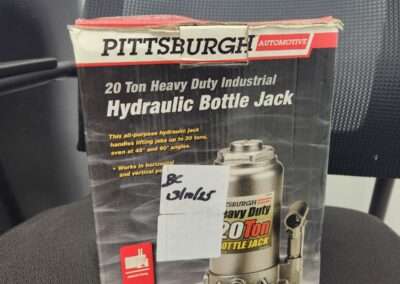 PITTSBURGH AUTOMOTIVE
20 Ton Heavy Duty Industrial
Hydraulic Bottle Jack
This all-purpose hydraulic jack
handles lifting jobs up to 20 tons,
even at 45° and 90° angles.
• Works in horizontal
and vertical
BC
PITTSBURGH
Heavy Duty
20 Ton
BOTTLE JACK